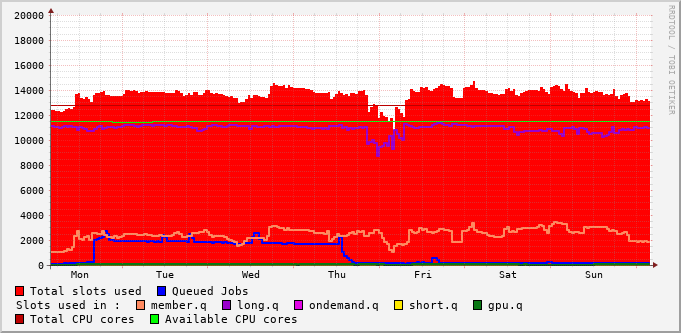 RRDTOOL / TOBI OETIKER
20000
18000
16000
14000
12000
10000
8000
6000
4000
2000
0
Mon Tue Wed Thu Fri Sat Sun
Total slots used Queued Jobs
Slots used in : member.q long.q ondemand.q short.q gpu.q
Total CPU cores Available CPU cores